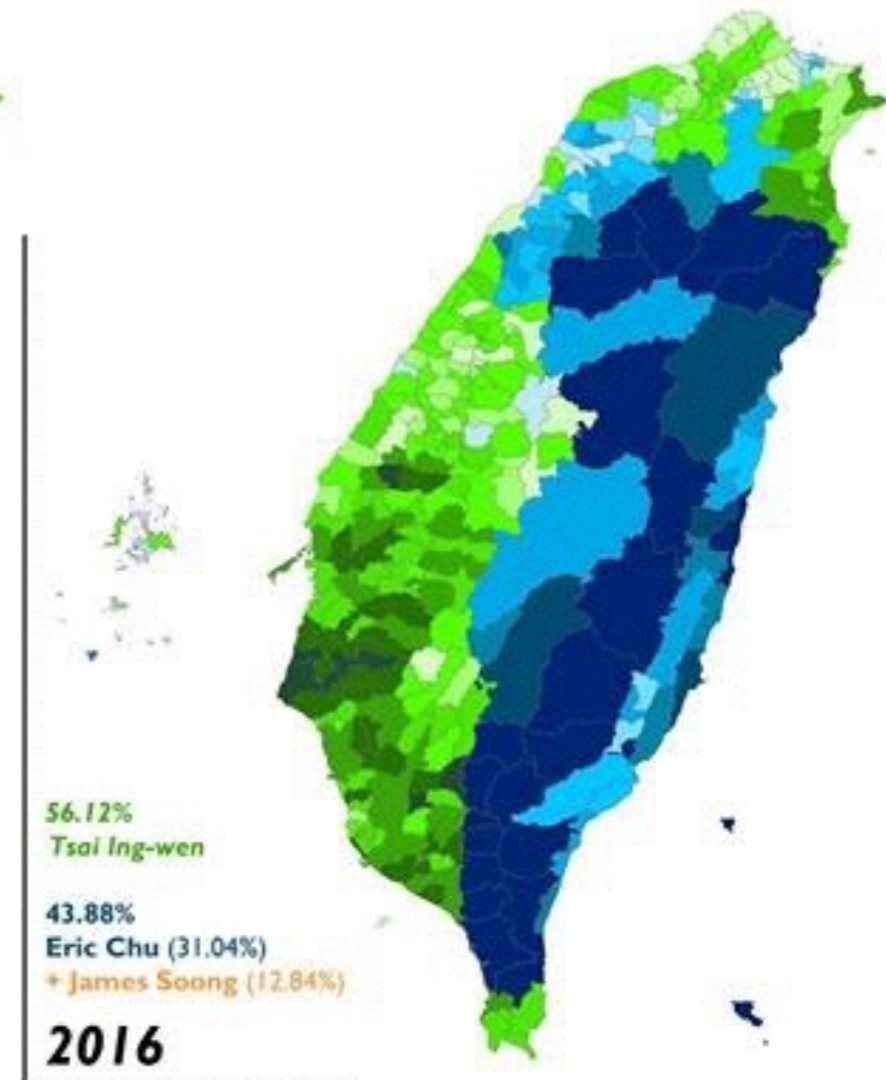 56.12%
Tsai Ing-wen
43.88%
Eric Chu (31.04%)
+ James Soong (12.84%)
2016